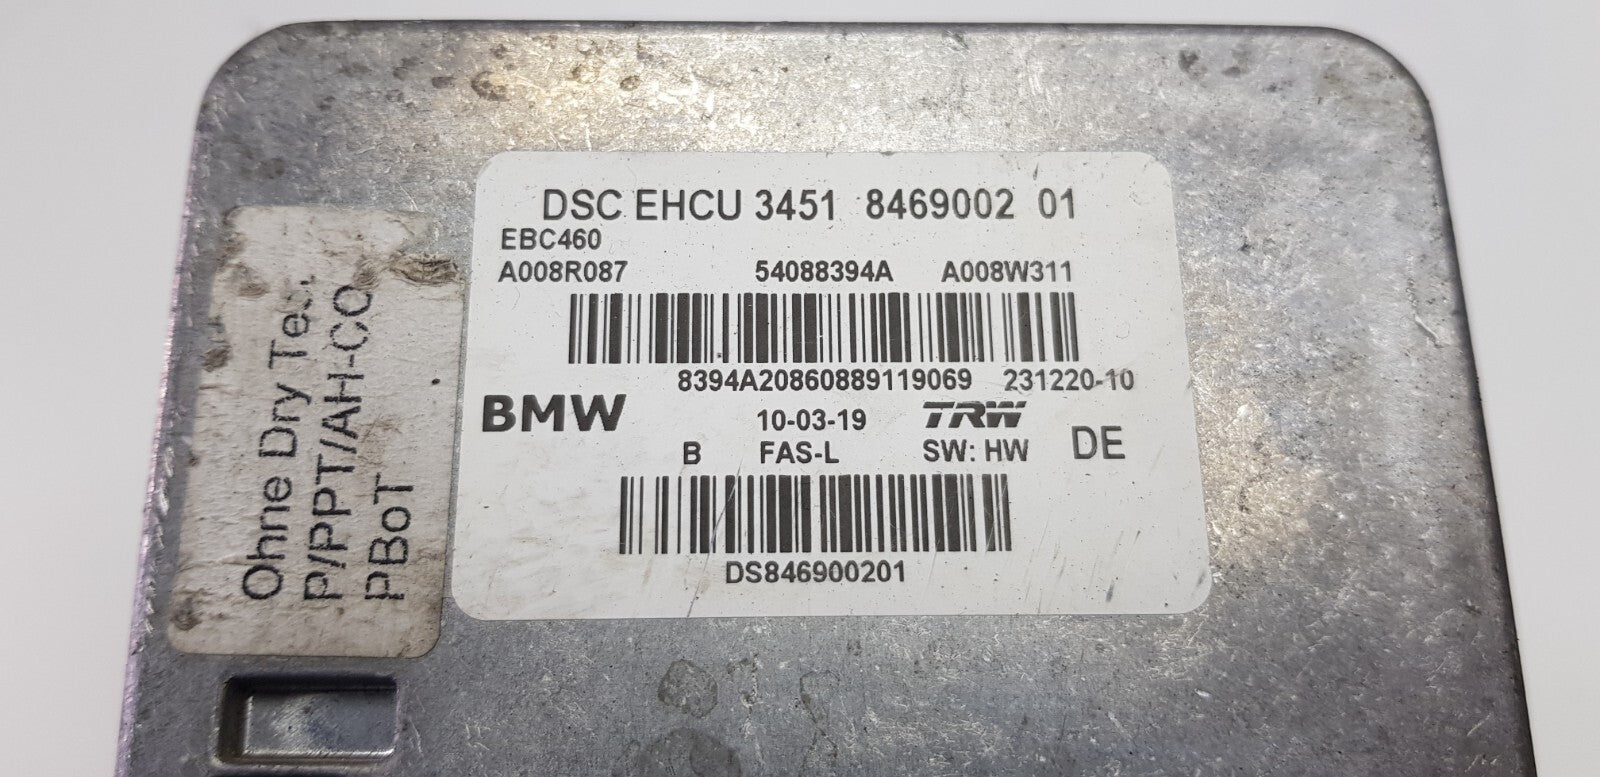 DSC EHCU 3451 8469002 01
EBC460
A008R087 54088394A A008W311
8394A20860889119069 231220-10
BMW 10-03-19 TRW
B FAS-L SW: HW DE
DS846900201
Ohne Dry Test
P/PPT/AH-CO
PBoT